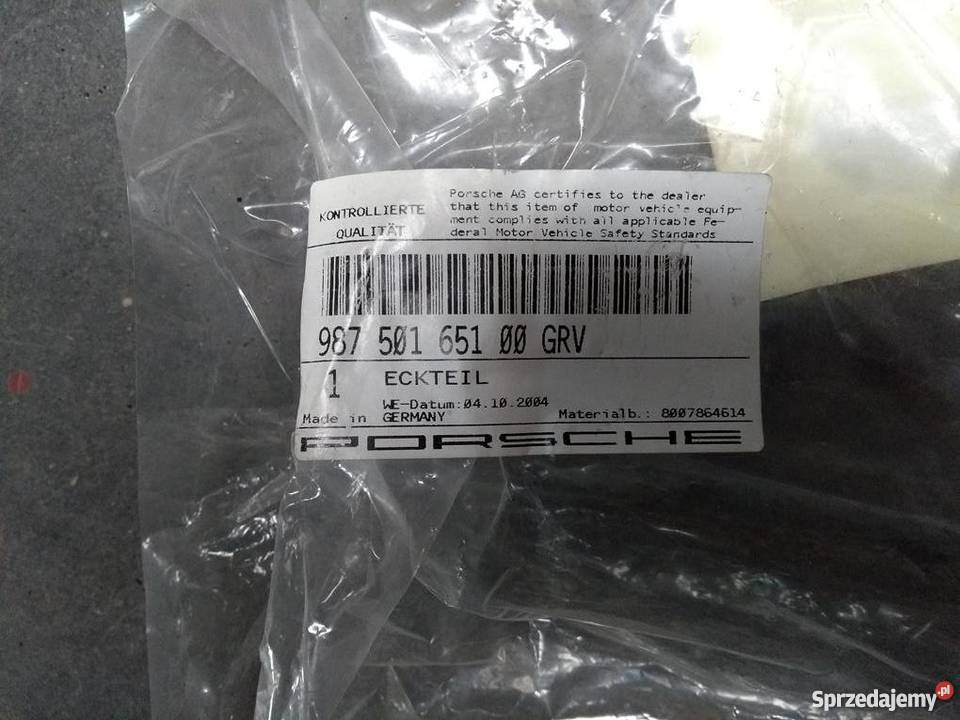 KONTROLLIERTE
QUALITÄT
Porsche AG certifies to the dealer
that this item of motor vehicle equip-
ment complies with all applicable Fe-
deral Motor Vehicle Safety Standards
987 501 651 00 GRV
1 ECKTEIL
WE-Datum:04.10.2004
Made in GERMANY Materialb.: 8007864614
PORSCHE
Sprzedajemy.pl